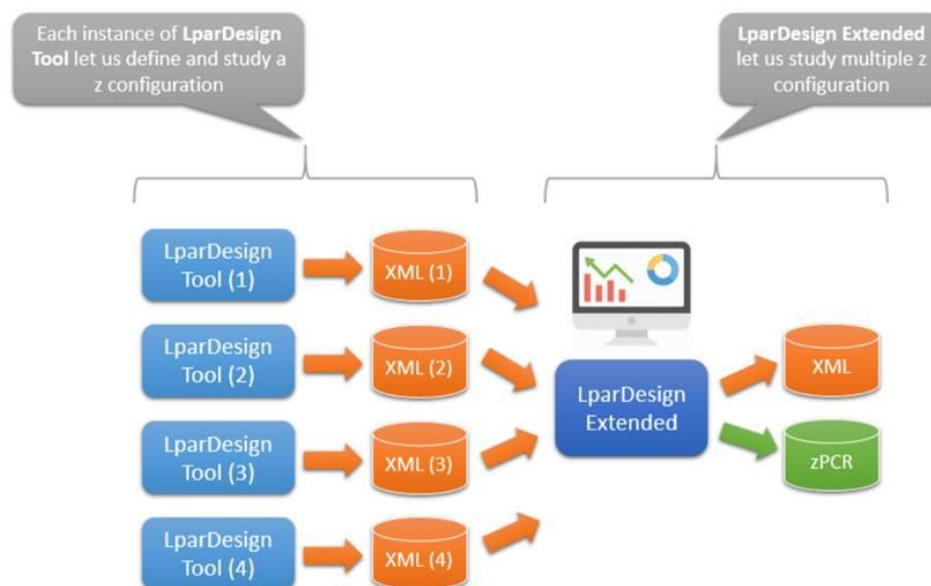 Each instance of LparDesign
Tool let us define and study a
z configuration
LparDesign Extended
let us study multiple z
configuration
LparDesign
Tool (1)
XML (1)
LparDesign
Tool (2)
XML (2)
LparDesign
Extended
XML
LparDesign
Tool (3)
XML (3)
zPCR
LparDesign
Tool (4)
XML (4)